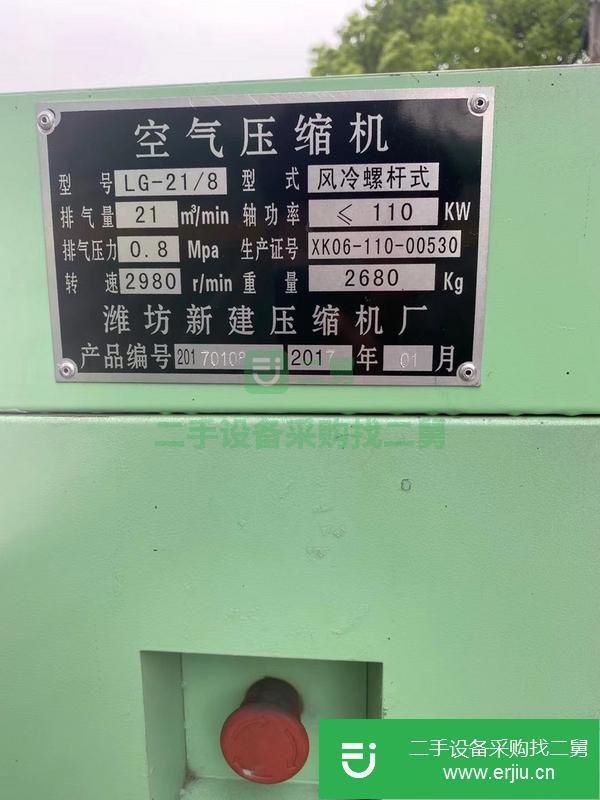 空气压缩机
型号 LG-21/8 型式 风冷螺杆式
排气量 21 m³/min 轴功率 ≤ 110 KW
排气压力 0.8 Mpa 生产证号 XK06-110-00530
转速 2980 r/min 重量 2680 Kg
潍坊新建压缩机厂
产品编号 20170108 2017 年 01 月
二舅
二手设备采购找二舅
二手设备采购找二舅
www.erjiu.cn